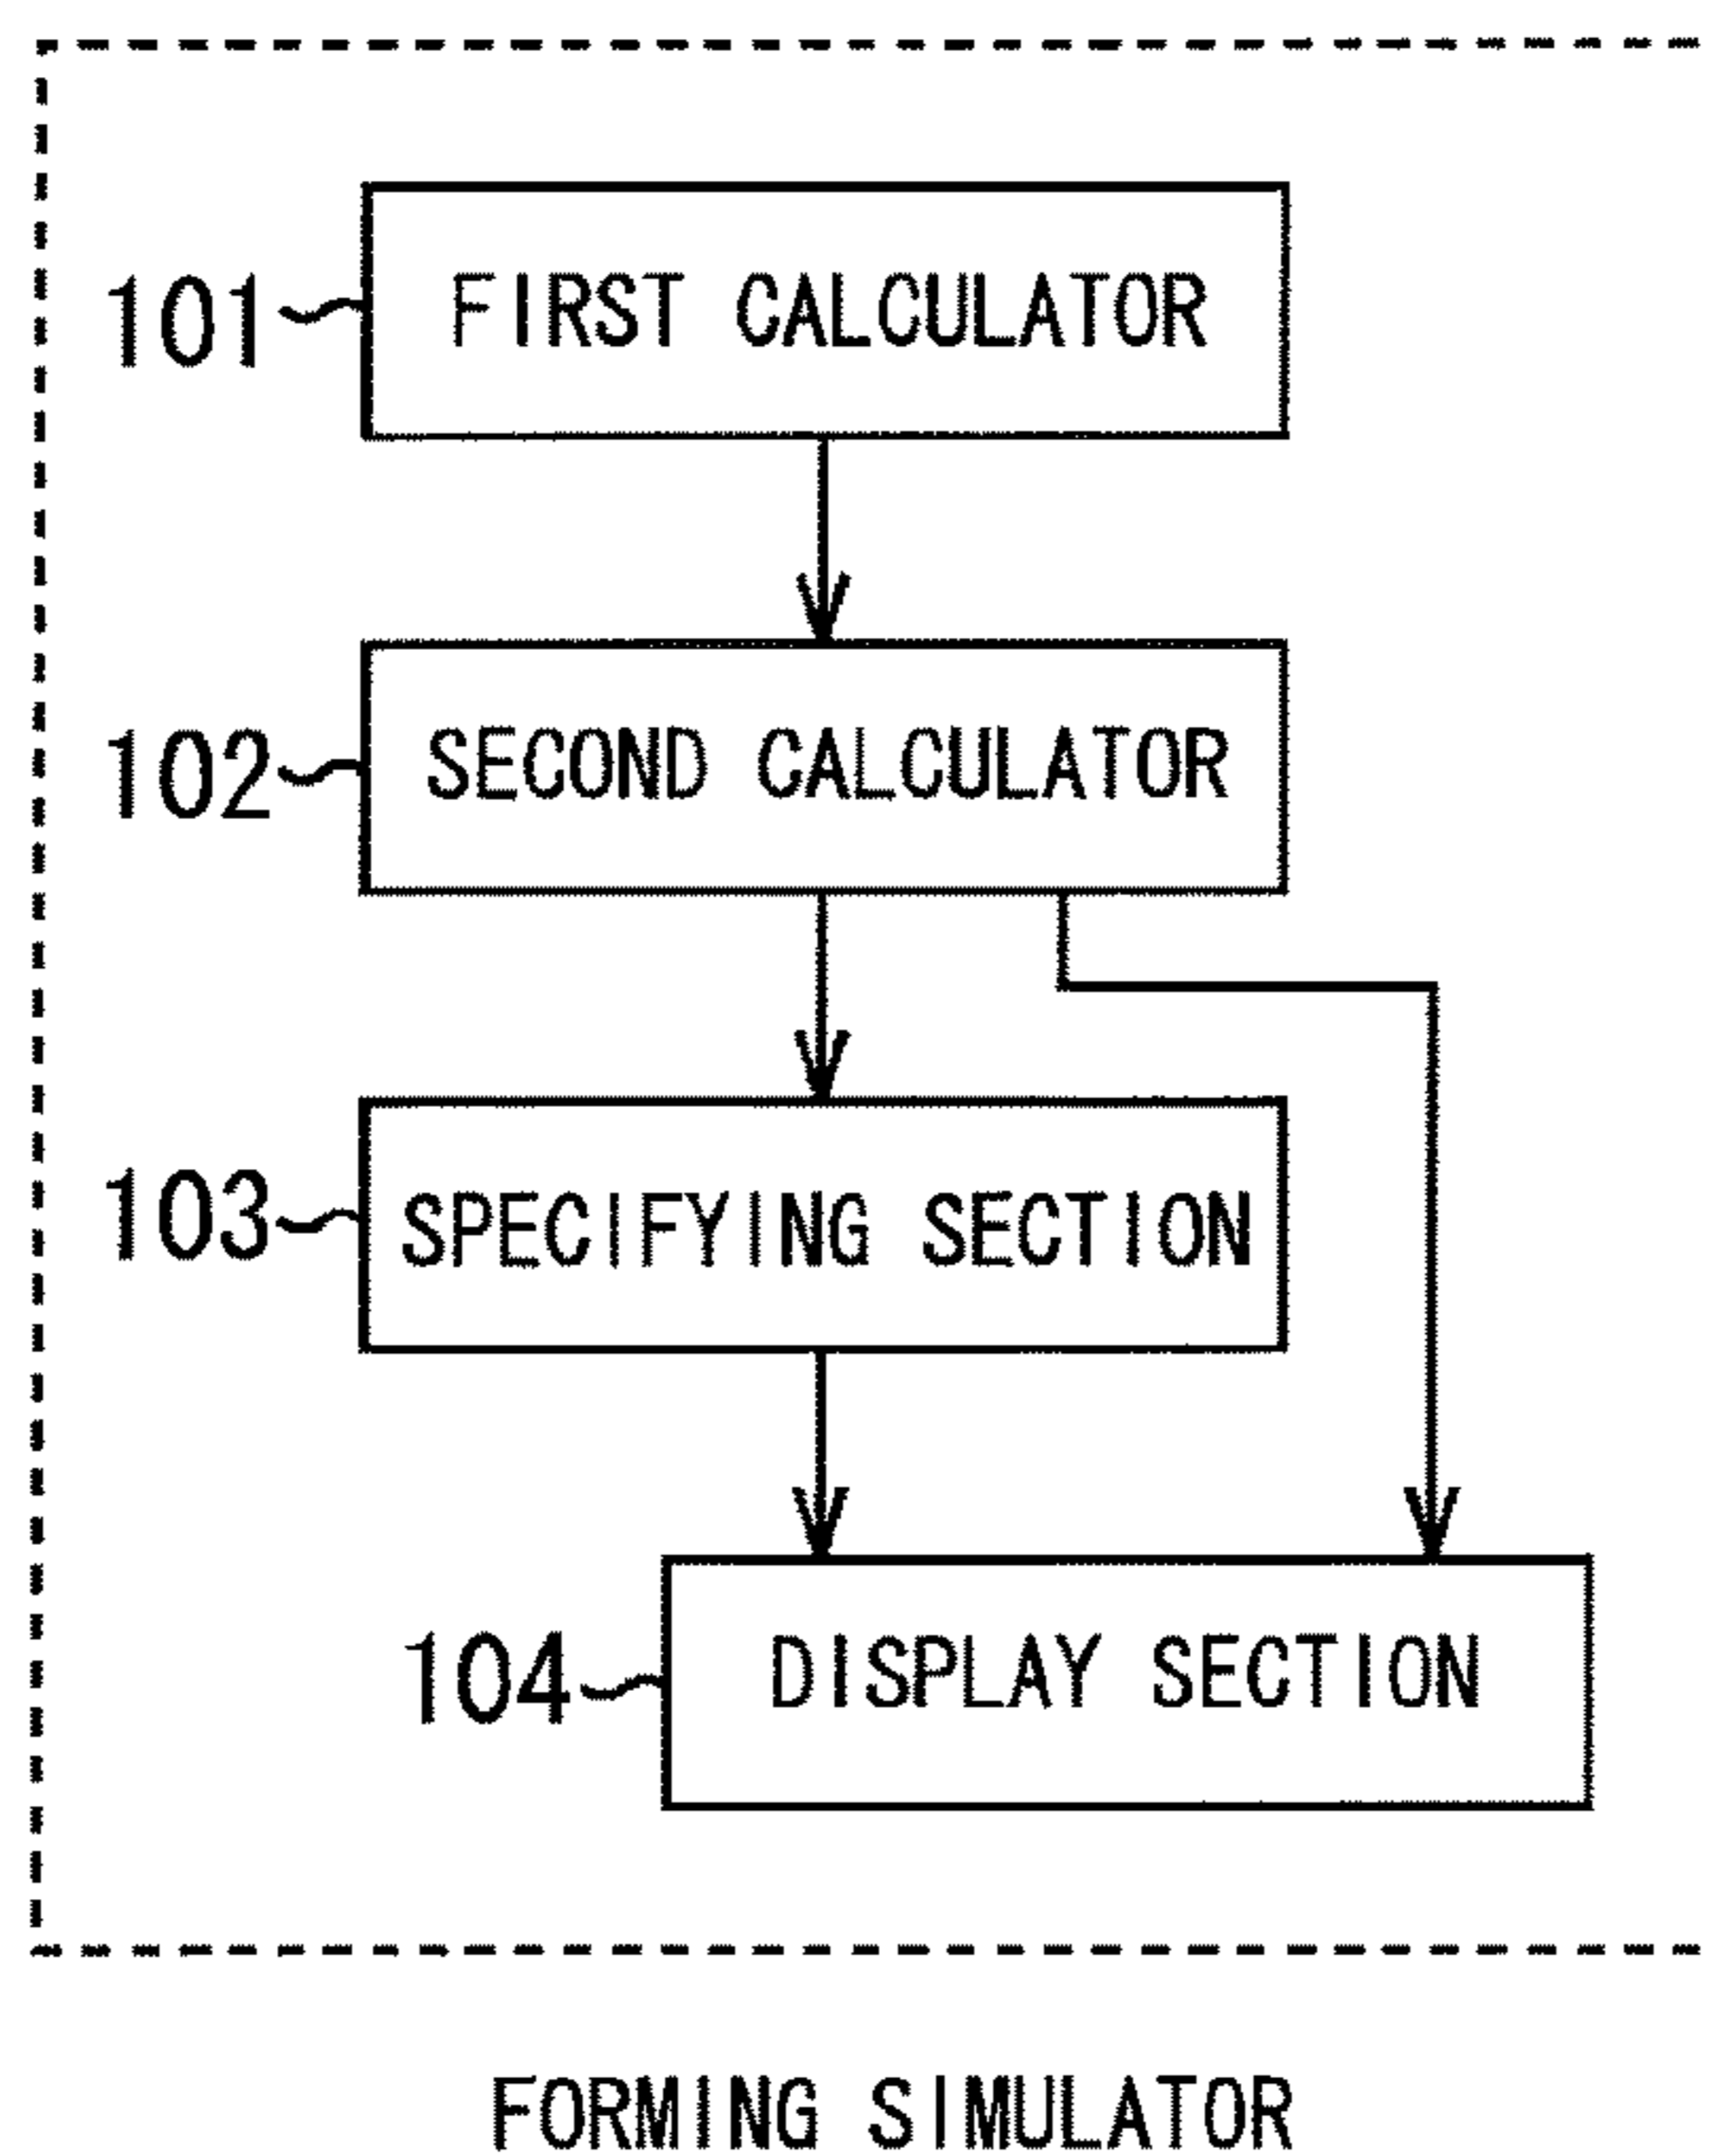 101 FIRST CALCULATOR
102 SECOND CALCULATOR
103 SPECIFYING SECTION
104 DISPLAY SECTION
FORMING SIMULATOR